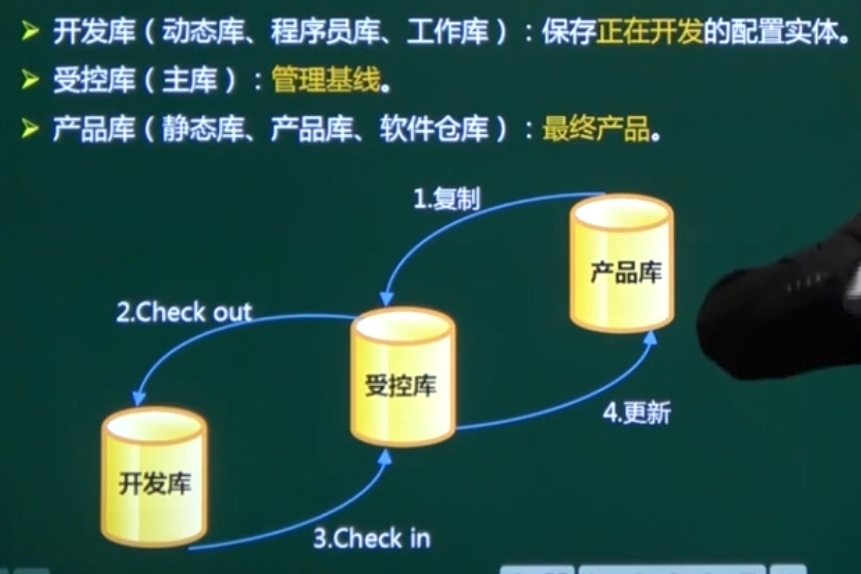 开发库（动态库、程序员库、工作库）：保存正在开发的配置实体。
受控库（主库）：管理基线。
产品库（静态库、产品库、软件仓库）：最终产品。
1.复制
产品库
2.Check out
受控库
4.更新
开发库
3.Check in